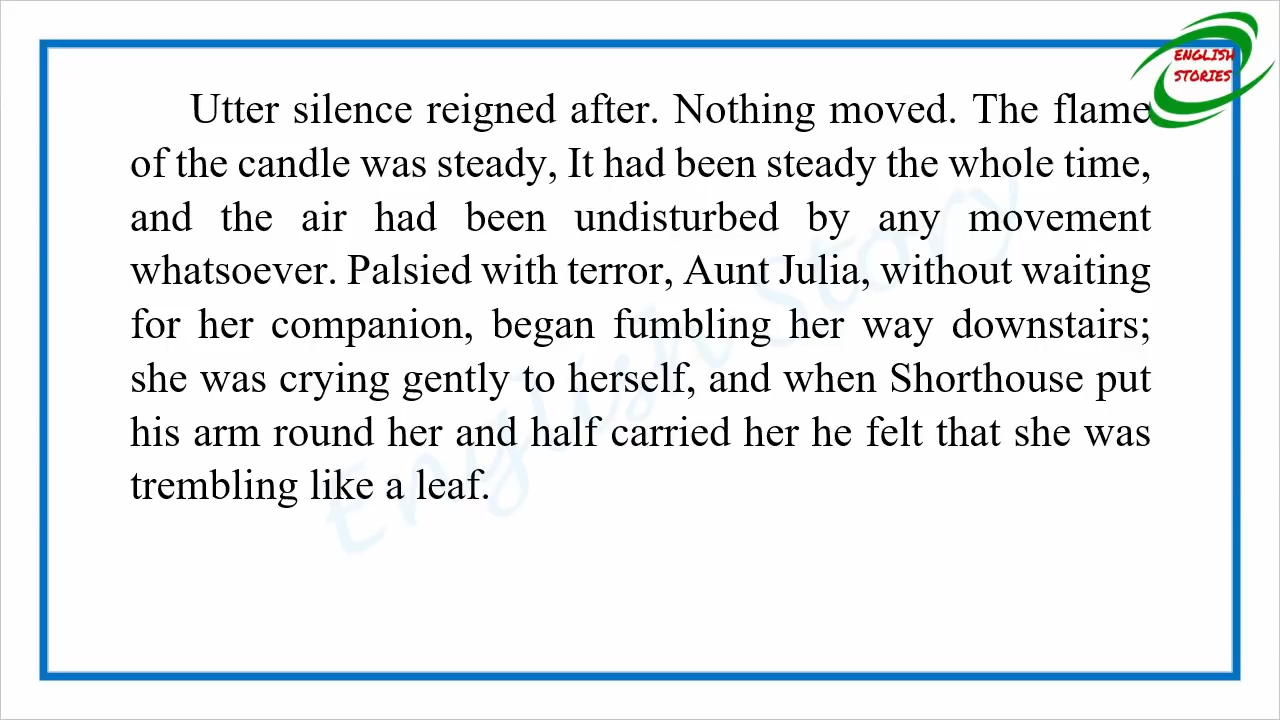 ENGLISH
STORIES
Utter silence reigned after. Nothing moved. The flame
of the candle was steady, It had been steady the whole time,
and the air had been undisturbed by any movement
whatsoever. Palsied with terror, Aunt Julia, without waiting
for her companion, began fumbling her way downstairs;
she was crying gently to herself, and when Shorthouse put
his arm round her and half carried her he felt that she was
trembling like a leaf.
English Story